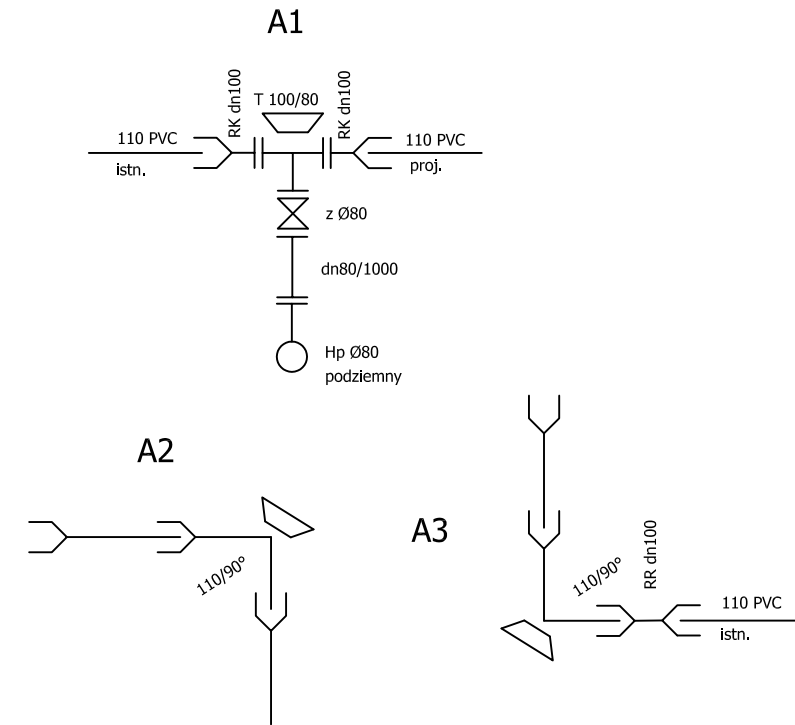 A1
RK dn100
T 100/80
RK dn100
110 PVC
istn.
110 PVC
proj.
z Ø80
dn80/1000
Hp Ø80
podziemny
A2
110/90°
A3
110/90°
RR dn100
110 PVC
istn.